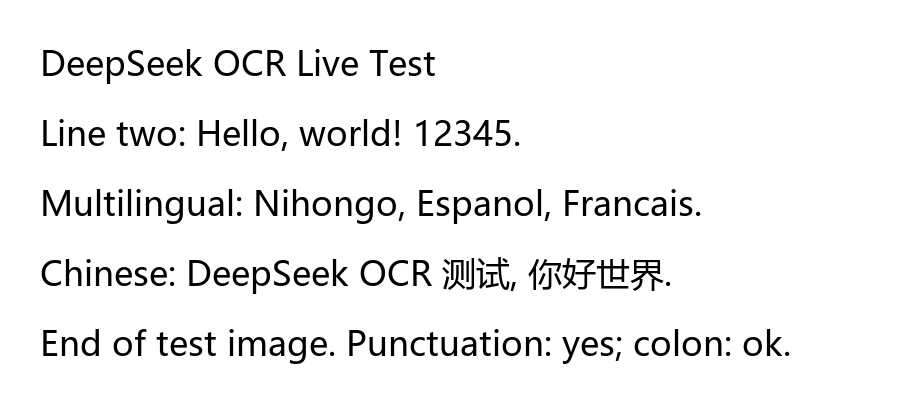 DeepSeek OCR Live Test
Line two: Hello, world! 12345.
Multilingual: Nihongo, Espanol, Francais.
Chinese: DeepSeek OCR 测试, 你好世界.
End of test image. Punctuation: yes; colon: ok.